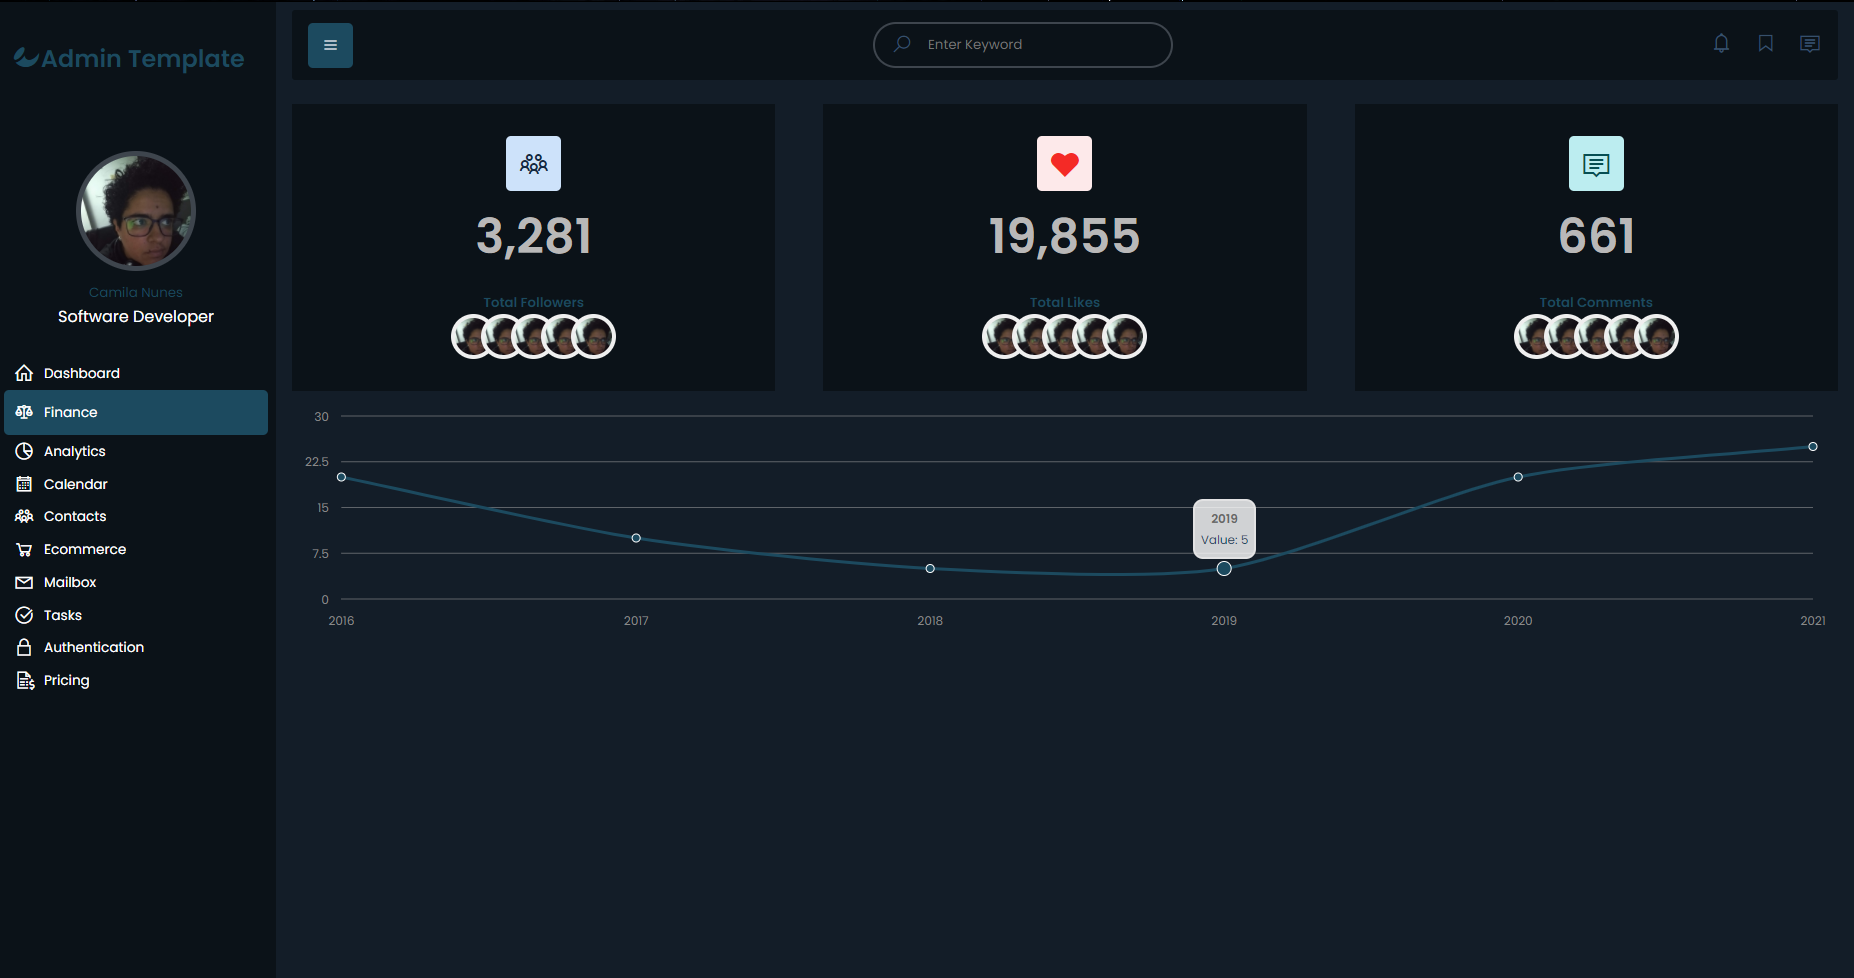 Admin Template
Camila Nunes
Software Developer
Dashboard
Finance
Analytics
Calendar
Contacts
Ecommerce
Mailbox
Tasks
Authentication
Pricing
Enter Keyword
3,281
Total Followers
19,855
Total Likes
661
Total Comments
30
22.5
15
7.5
0
2019
Value: 5
2016 2017 2018 2019 2020 2021